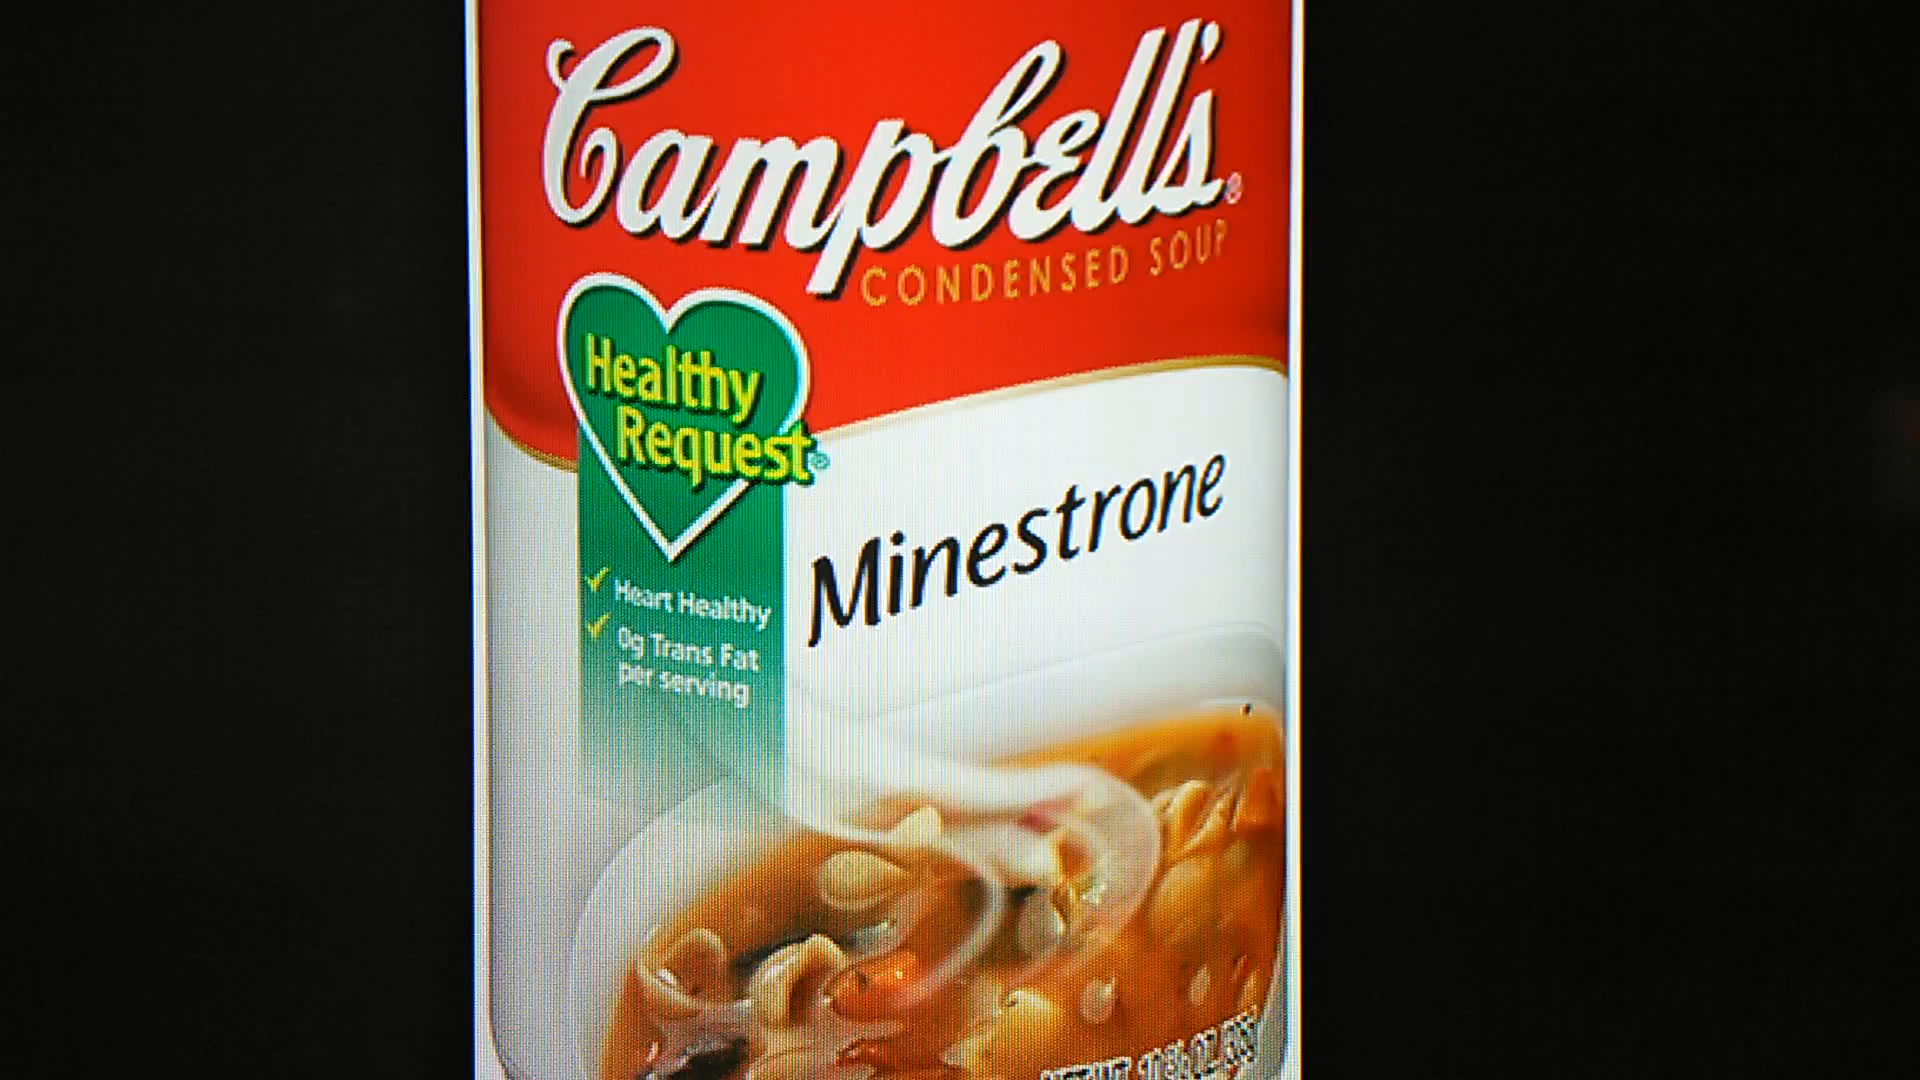 Campbell's®
CONDENSED SOUP
Healthy
Request®
Minestrone
✓ Heart Healthy
✓ 0g Trans Fat
per serving